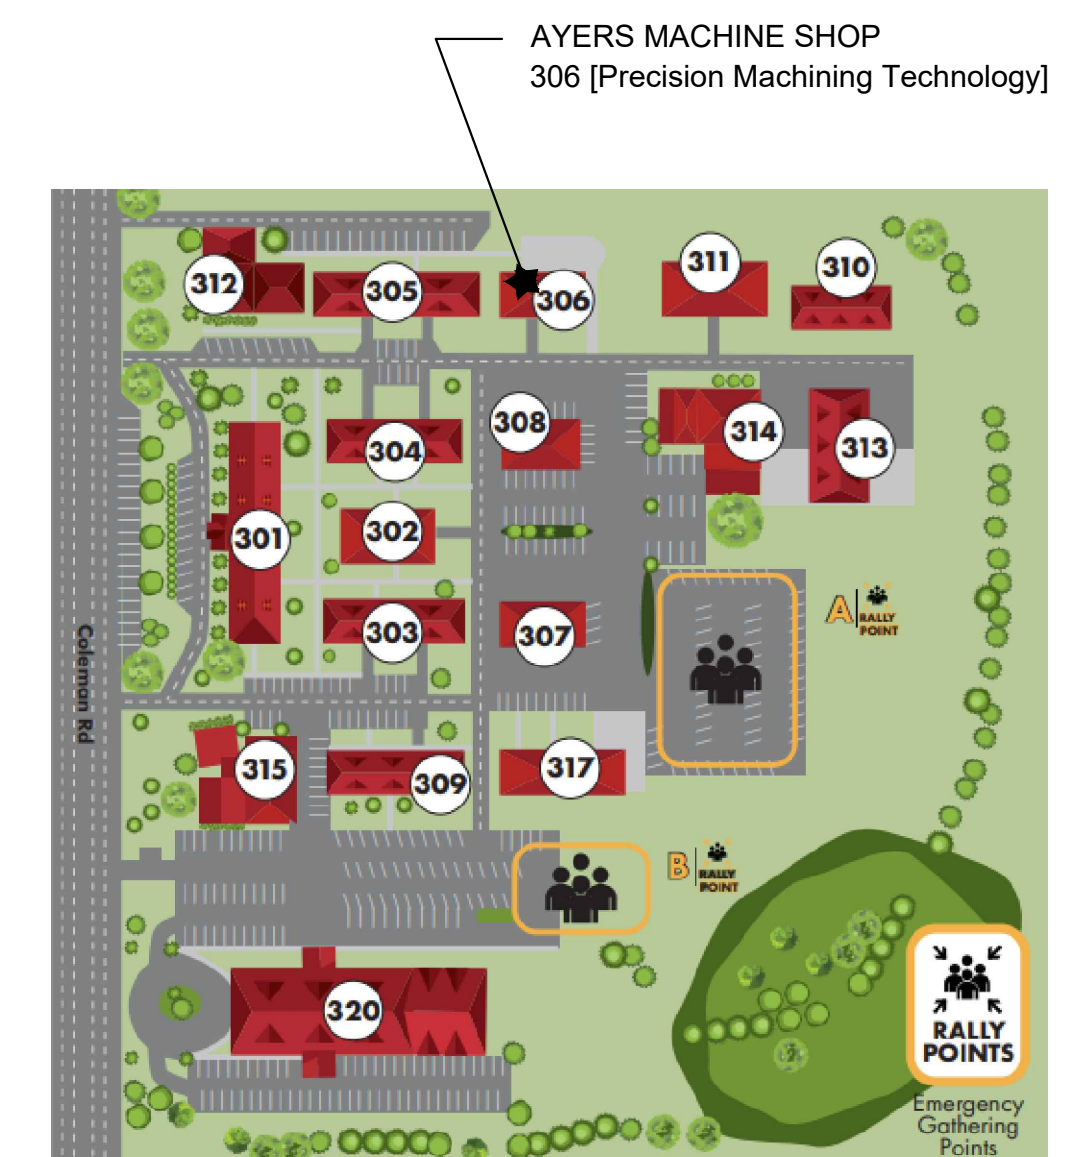 AYERS MACHINE SHOP
306 [Precision Machining Technology]
312
305
306
311
310
304
308
314
313
301
302
303
307
A RALLY
POINT
Coleman Rd
315
309
317
B RALLY
POINT
320
RALLY
POINTS
Emergency
Gathering
Points